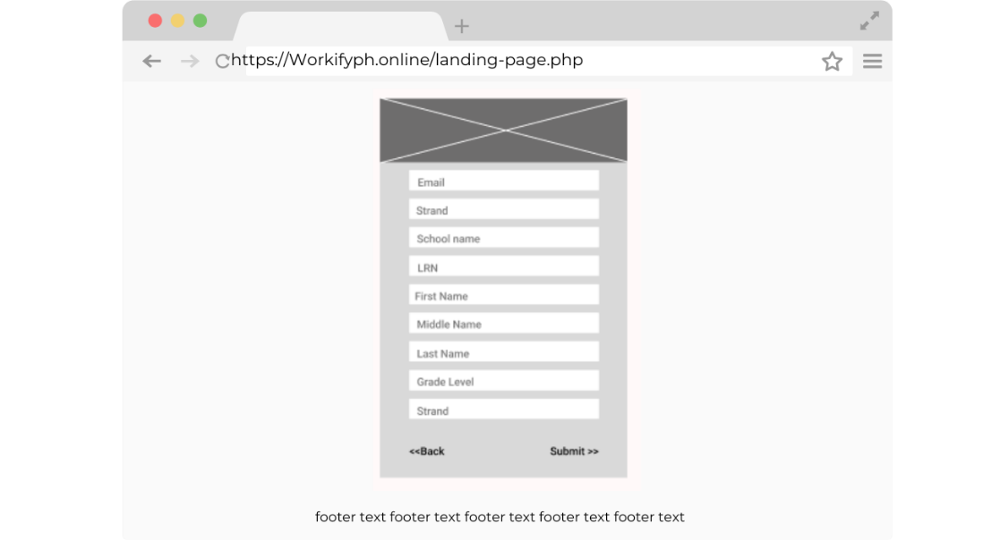 https://Workifyph.online/landing-page.php
Email
Strand
School name
LRN
First Name
Middle Name
Last Name
Grade Level
Strand
<<Back Submit >>
footer text footer text footer text footer text footer text